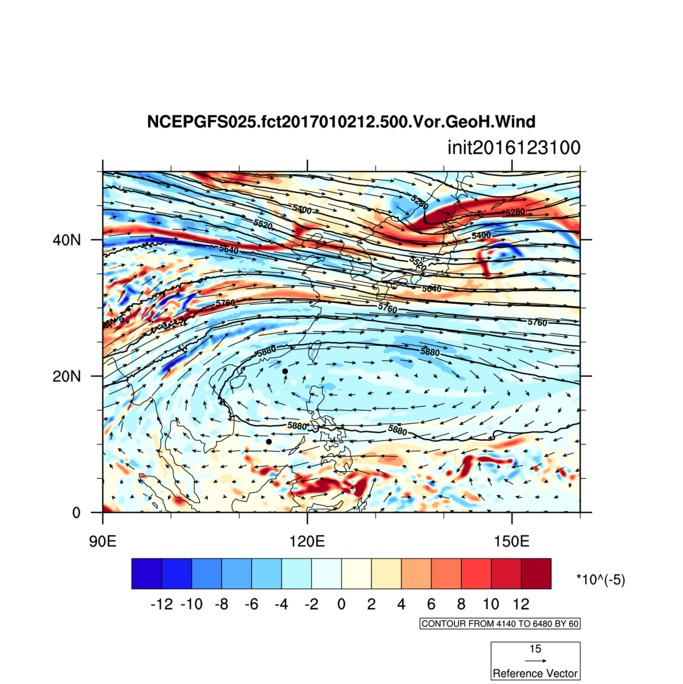 NCEPGFS025.fct2017010212.500.Vor.GeoH.Wind
init2016123100
5280
5400
5280
5520
5400
5640
5520
5640
5760
5760
5760
5880
5880
5880
5880
40N
20N
0
90E 120E 150E
-12 -10 -8 -6 -4 -2 0 2 4 6 8 10 12
*10^(-5)
CONTOUR FROM 4140 TO 6480 BY 60
15
Reference Vector